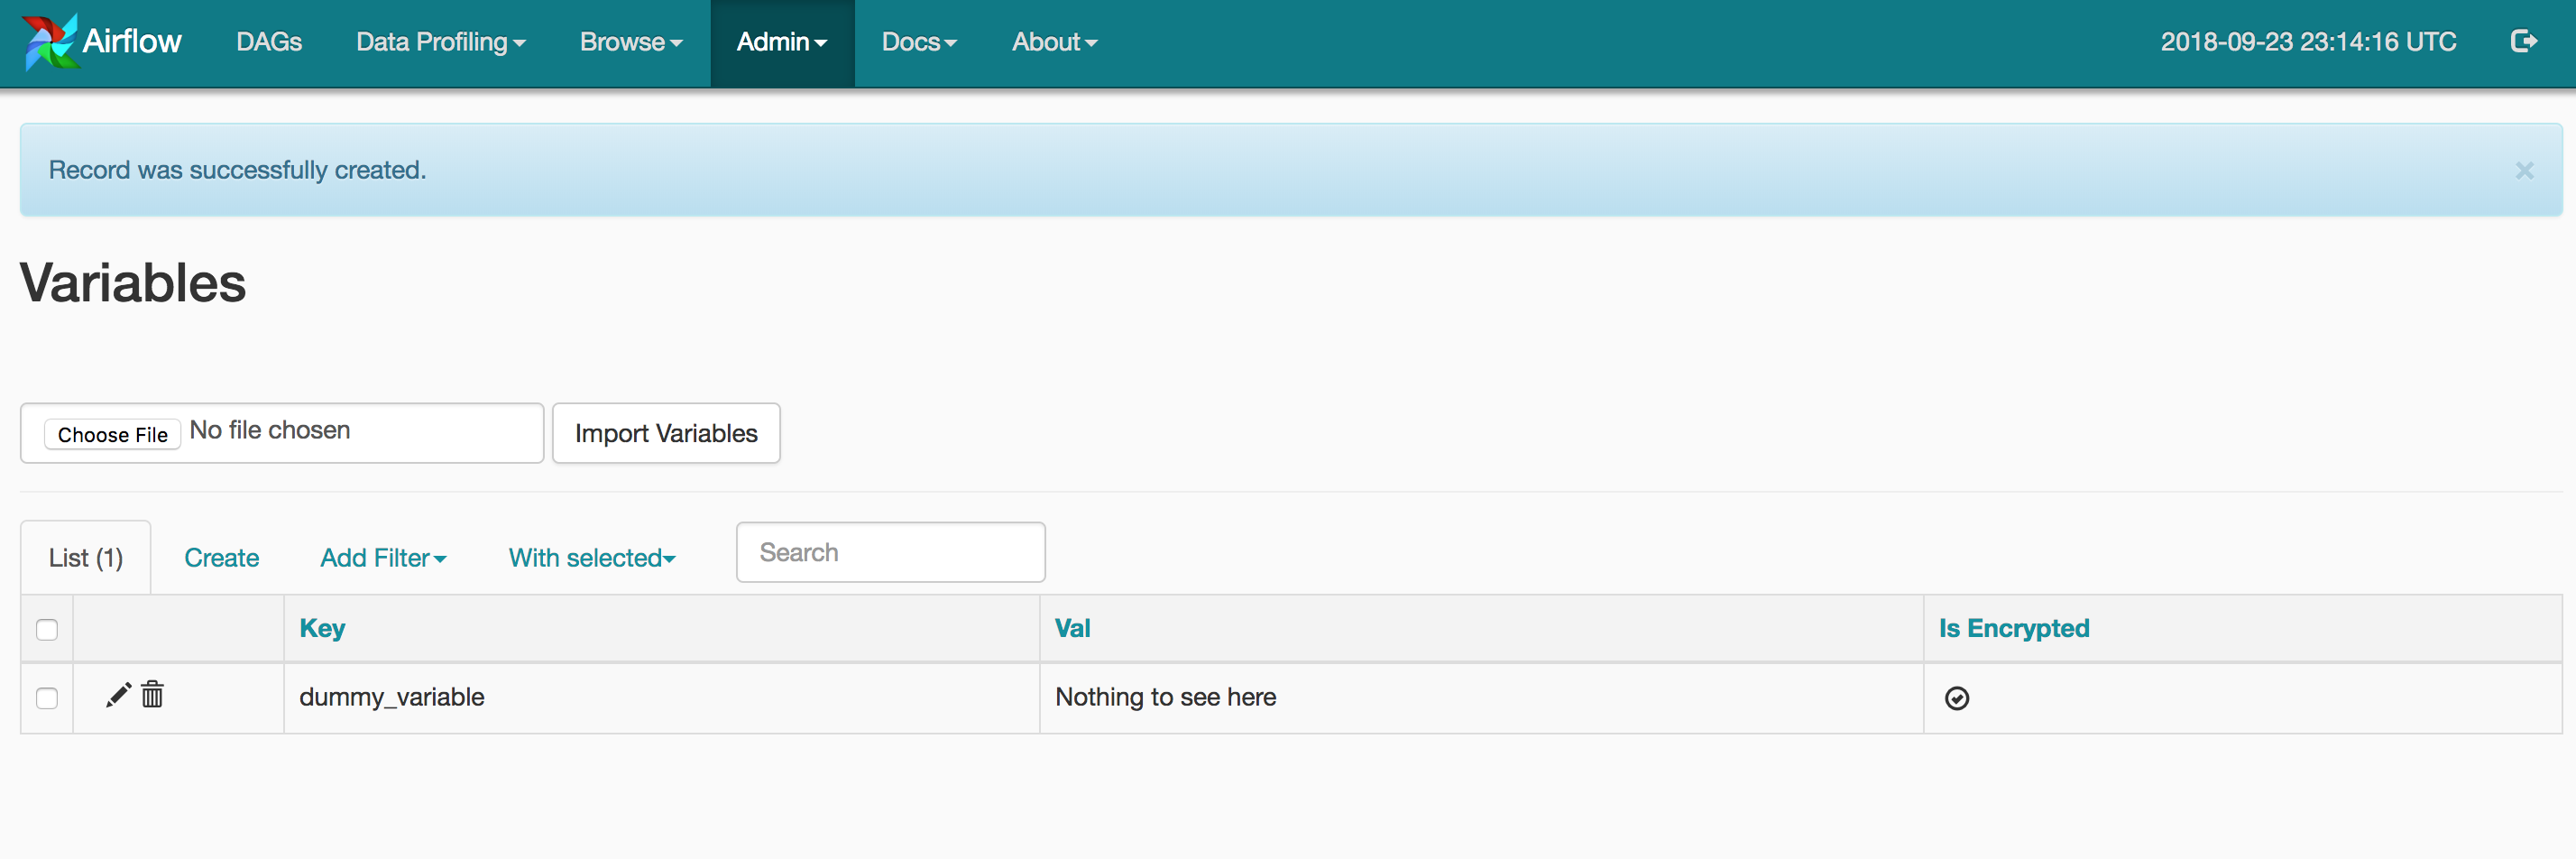 Airflow DAGs Data Profiling Browse Admin Docs About 2018-09-23 23:14:16 UTC
Record was successfully created.
Variables
Choose File No file chosen Import Variables
List (1) Create Add Filter With selected Search
Key Val Is Encrypted
dummy_variable Nothing to see here